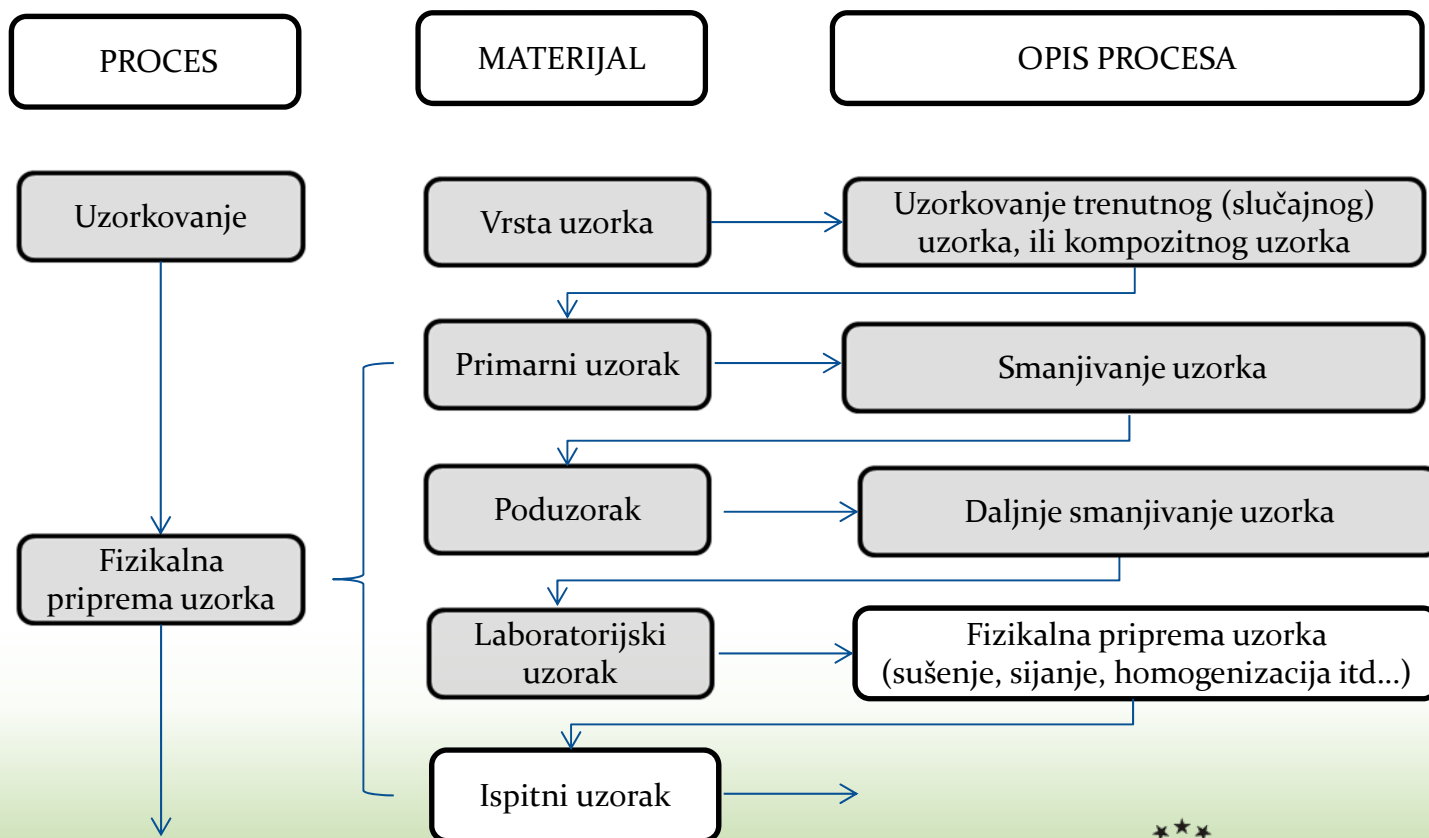 PROCES
MATERIJAL
OPIS PROCESA
Uzorkovanje
Vrsta uzorka
Uzorkovanje trenutnog (slučajnog)
uzorka, ili kompozitnog uzorka
Primarni uzorak
Smanjivanje uzorka
Poduzorak
Daljnje smanjivanje uzorka
Fizikalna
priprema uzorka
Laboratorijski
uzorak
Fizikalna priprema uzorka
(sušenje, sijanje, homogenizacija itd...)
Ispitni uzorak